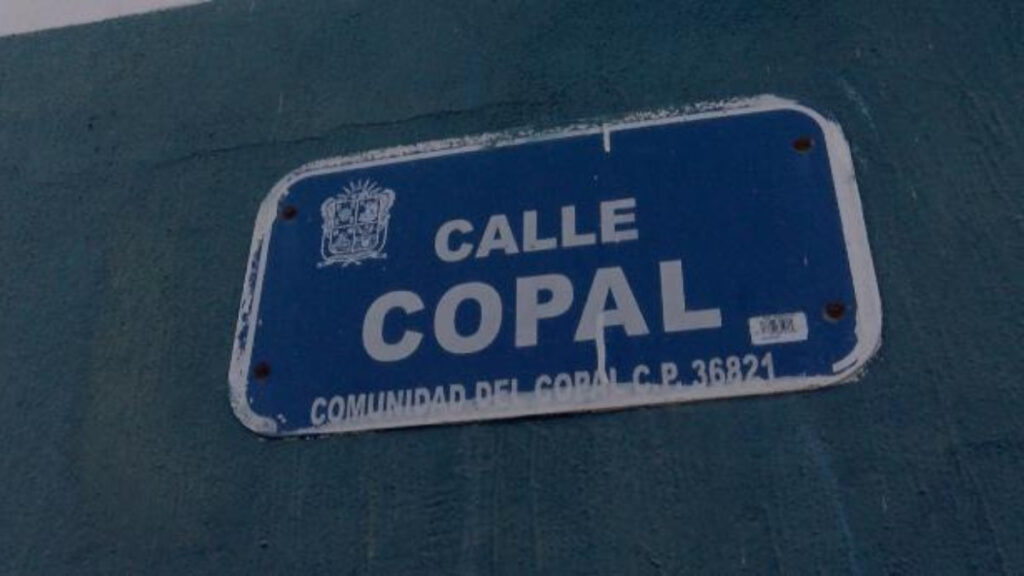 CALLE
COPAL
COMUNIDAD DEL COPAL C.P. 36821